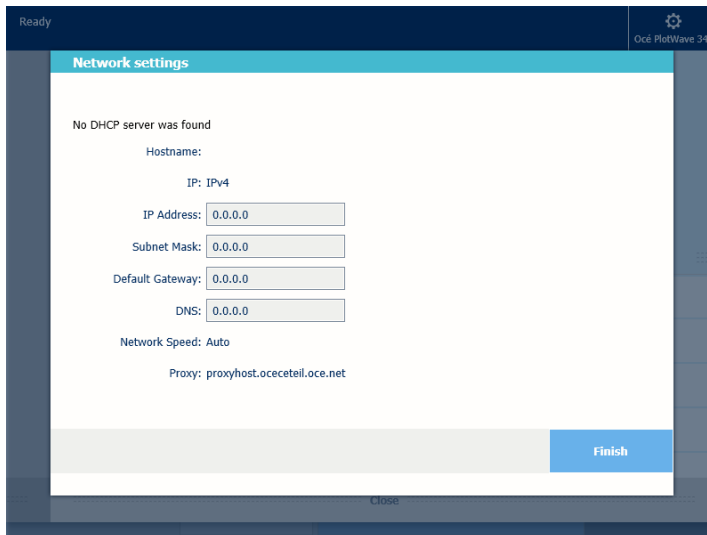 Ready
Océ PlotWave 34
Network settings
No DHCP server was found
Hostname:
IP: IPv4
IP Address: 0.0.0.0
Subnet Mask: 0.0.0.0
Default Gateway: 0.0.0.0
DNS: 0.0.0.0
Network Speed: Auto
Proxy: proxyhost.oceceteil.oce.net
Finish
Close